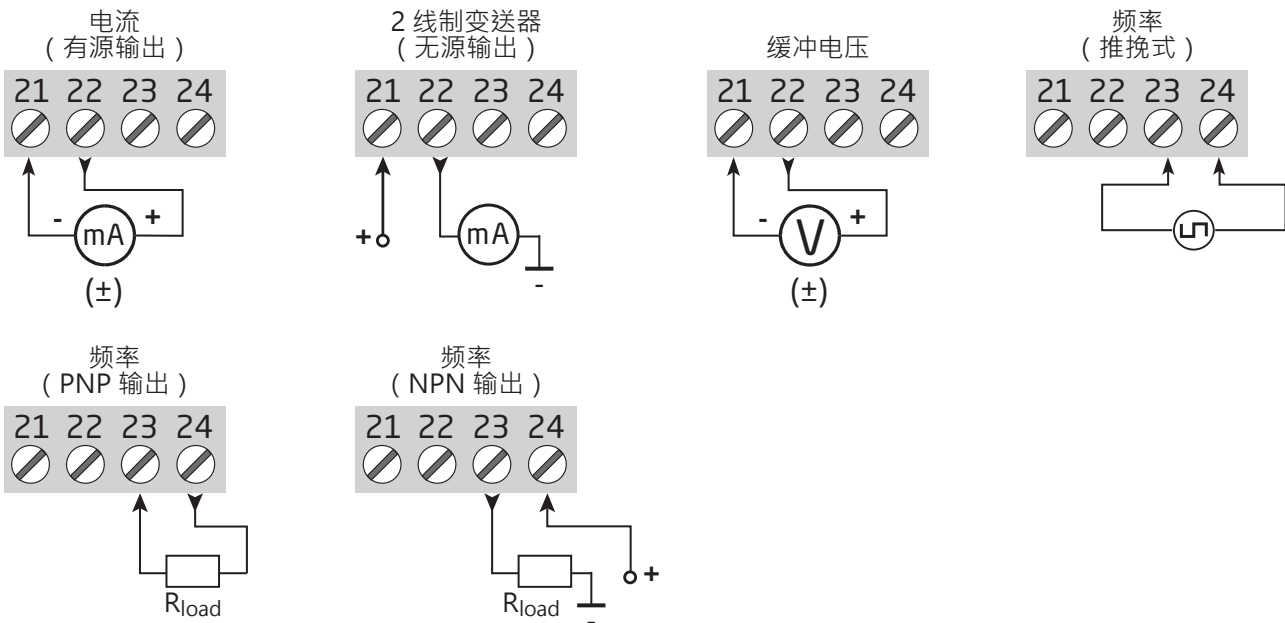 电流
（有源输出）
21 22 23 24
- mA +
(±)
2 线制变送器
（无源输出）
21 22 23 24
+ mA
-
缓冲电压
21 22 23 24
- V +
(±)
频率
（推挽式）
21 22 23 24
频率
（PNP 输出）
21 22 23 24
Rload
频率
（NPN 输出）
21 22 23 24
+
Rload
-